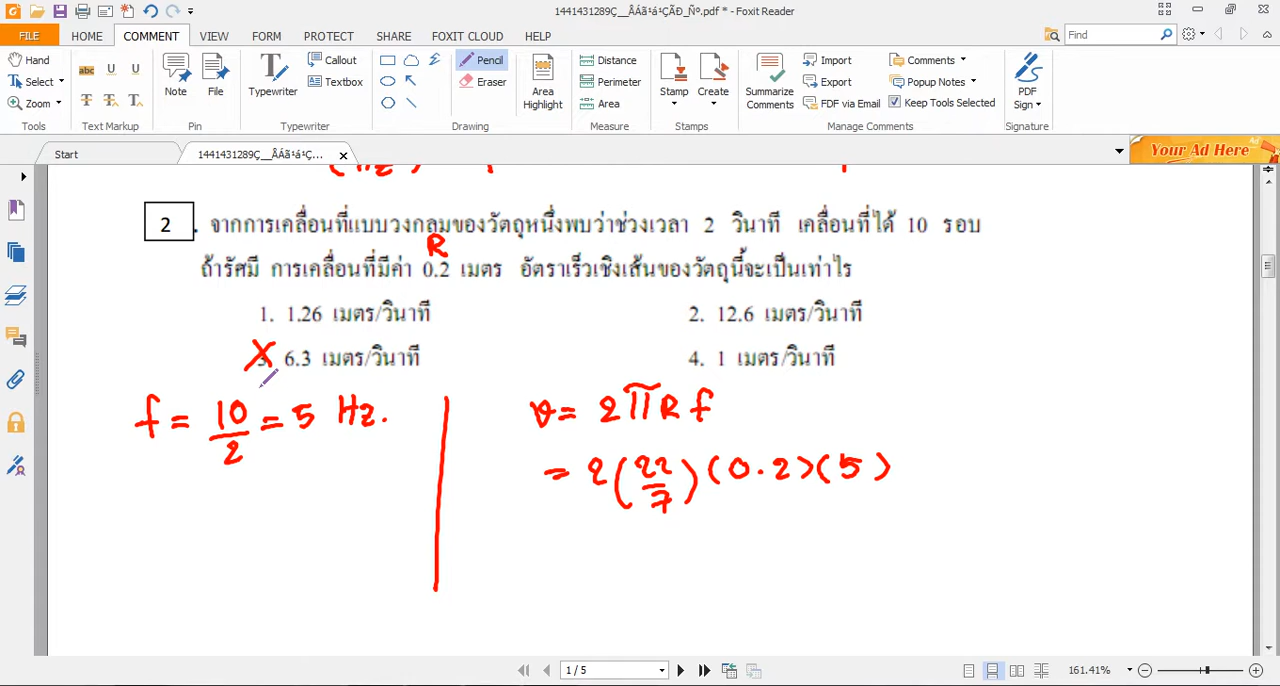 1441431289Ç__ÂÁã¹á¹ÇÃÐ_Ñº.pdf * - Foxit Reader
FILE HOME COMMENT VIEW FORM PROTECT SHARE FOXIT CLOUD HELP
Find
Hand
Select
Zoom
Tools
Text Markup
Note
File
Pin
Typewriter
Callout
Textbox
Typewriter
Pencil
Eraser
Area Highlight
Drawing
Distance
Perimeter
Area
Measure
Stamp
Create
Stamps
Summarize Comments
Import
Export
FDF via Email
Comments
Popup Notes
Keep Tools Selected
Manage Comments
PDF Sign
Signature
Start
1441431289Ç__ÂÁã¹á¹Ç...
Your Ad Here
2 . จากการเคลื่อนที่แบบวงกลมของวัตถุหนึ่งพบว่าช่วงเวลา 2 วินาที เคลื่อนที่ได้ 10 รอบ
R
ถ้ารัศมี การเคลื่อนที่มีค่า 0.2 เมตร อัตราเร็วเชิงเส้นของวัตถุนี้จะเป็นเท่าไร
1. 1.26 เมตร/วินาที 2. 12.6 เมตร/วินาที
3. 6.3 เมตร/วินาที 4. 1 เมตร/วินาที
f = 10/2 = 5 Hz.
v = 2πRf
= 2(22/7)(0.2)(5)
1 / 5
161.41%